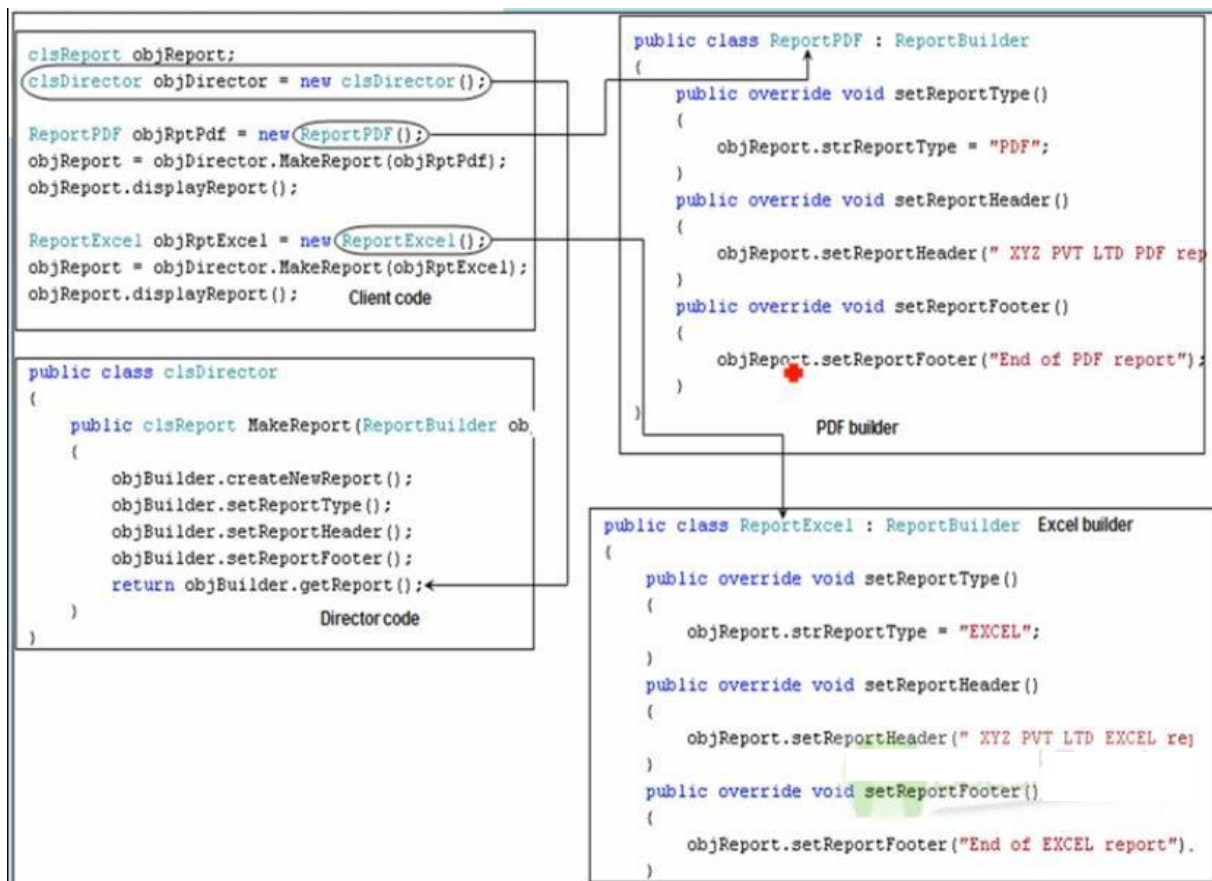 clsReport objReport;
clsDirector objDirector = new clsDirector();
ReportPDF objRptPdf = new ReportPDF();
objReport = objDirector.MakeReport(objRptPdf);
objReport.displayReport();
ReportExcel objRptExcel = new ReportExcel();
objReport = objDirector.MakeReport(objRptExcel);
objReport.displayReport();
Client code
public class clsDirector
{
public clsReport MakeReport(ReportBuilder ob
{
objBuilder.createNewReport();
objBuilder.setReportType();
objBuilder.setReportHeader();
objBuilder.setReportFooter();
return objBuilder.getReport();
}
Director code
}
public class ReportPDF : ReportBuilder
{
public override void setReportType()
{
objReport.strReportType = "PDF";
}
public override void setReportHeader()
{
objReport.setReportHeader(" XYZ PVT LTD PDF rep
}
public override void setReportFooter()
{
objReport.setReportFooter("End of PDF report");
}
}
PDF builder
public class ReportExcel : ReportBuilder Excel builder
{
public override void setReportType()
{
objReport.strReportType = "EXCEL";
}
public override void setReportHeader()
{
objReport.setReportHeader(" XYZ PVT LTD EXCEL rep
}
public override void setReportFooter()
{
objReport.setReportFooter("End of EXCEL report")
}